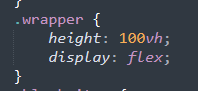 }
.wrapper {
height: 100vh;
display: flex;
}